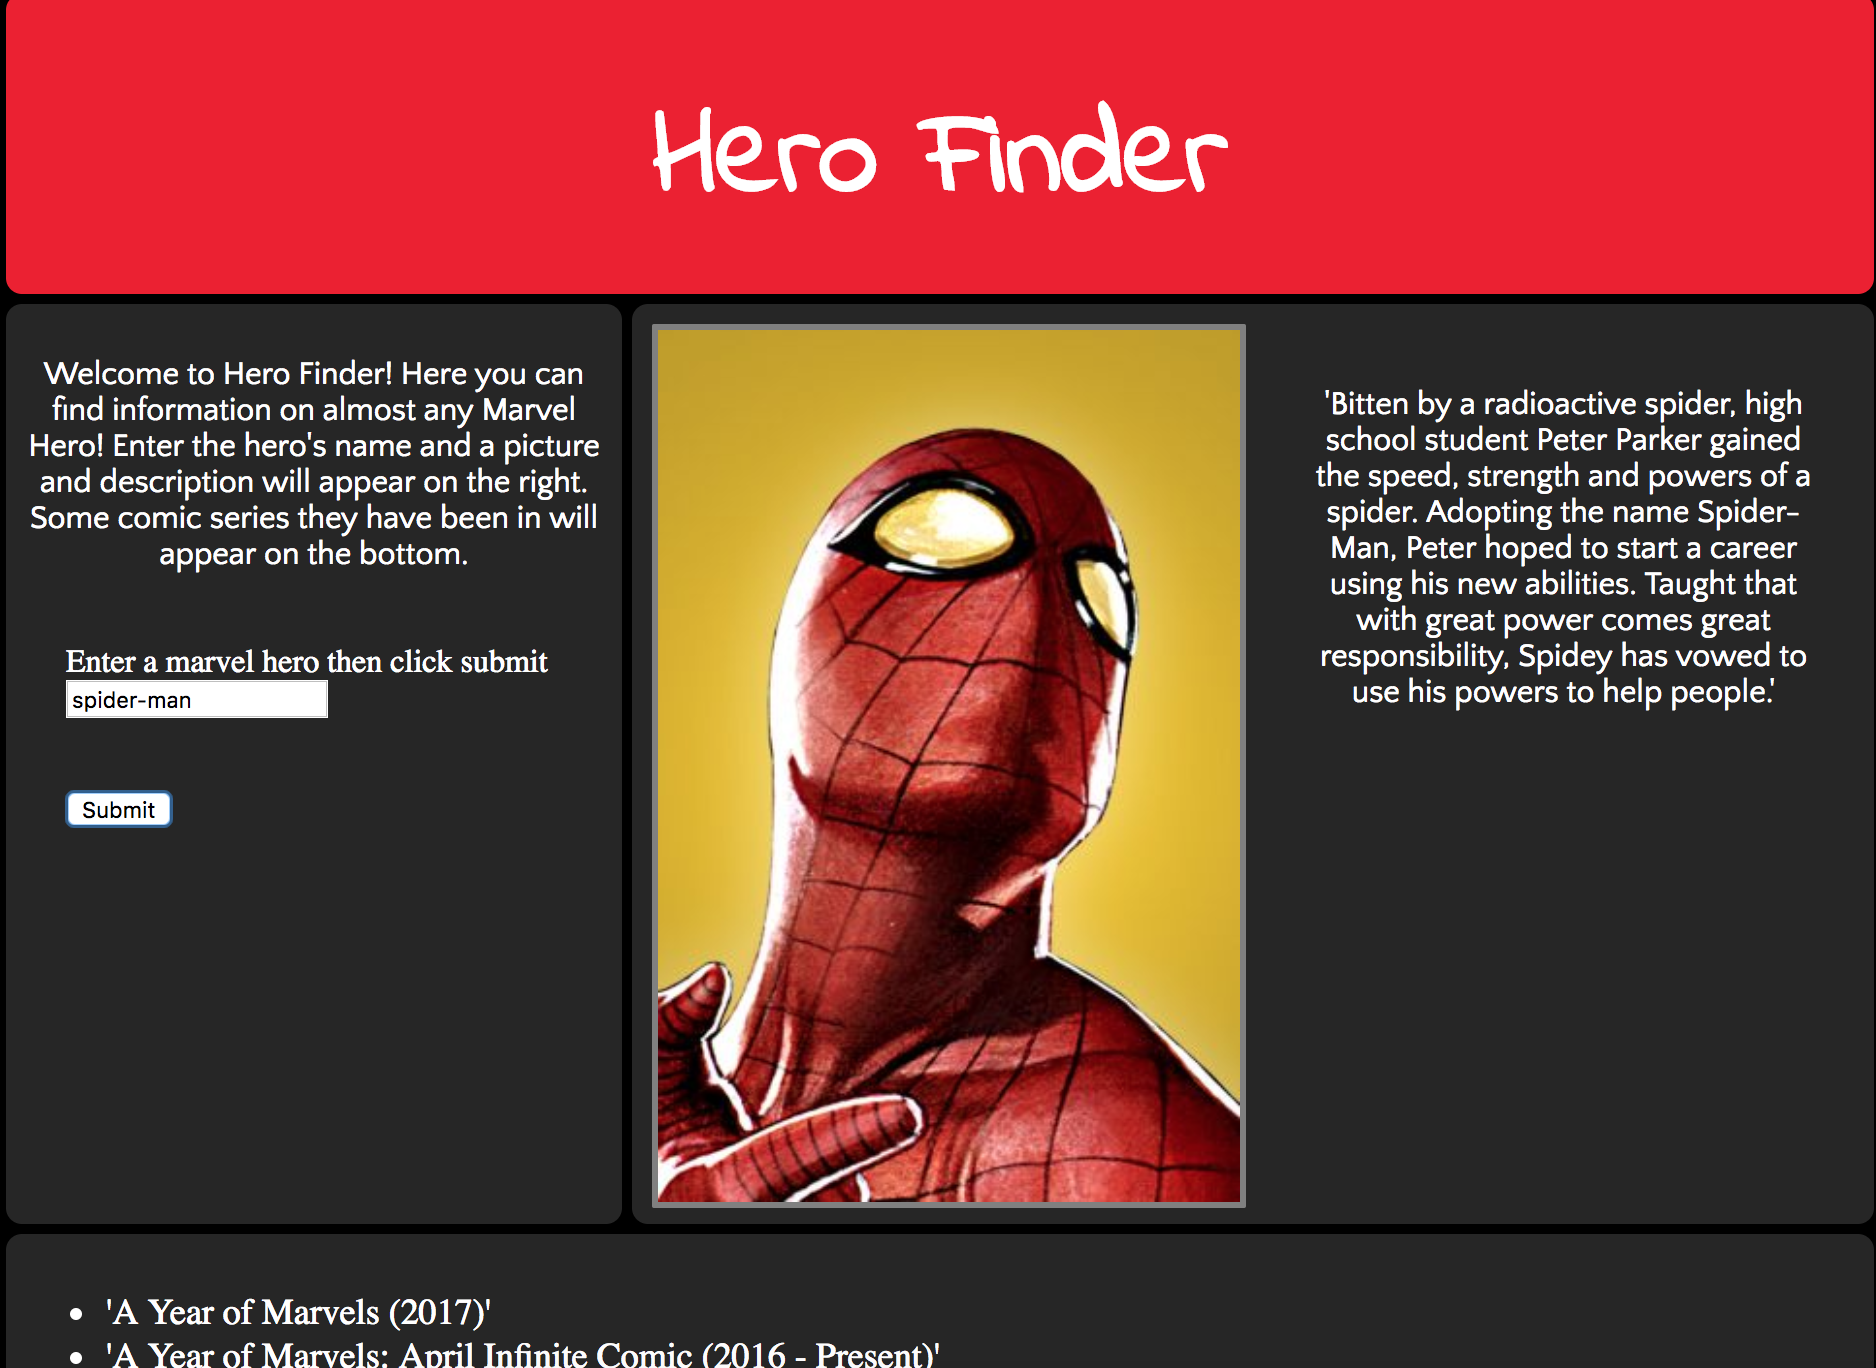 Hero Finder
Welcome to Hero Finder! Here you can
find information on almost any Marvel
Hero! Enter the hero's name and a picture
and description will appear on the right.
Some comic series they have been in will
appear on the bottom.
Enter a marvel hero then click submit
spider-man
Submit
'Bitten by a radioactive spider, high
school student Peter Parker gained
the speed, strength and powers of a
spider. Adopting the name Spider-
Man, Peter hoped to start a career
using his new abilities. Taught that
with great power comes great
responsibility, Spidey has vowed to
use his powers to help people.'
• 'A Year of Marvels (2017)'
• 'A Year of Marvels: April Infinite Comic (2016 - Present)'